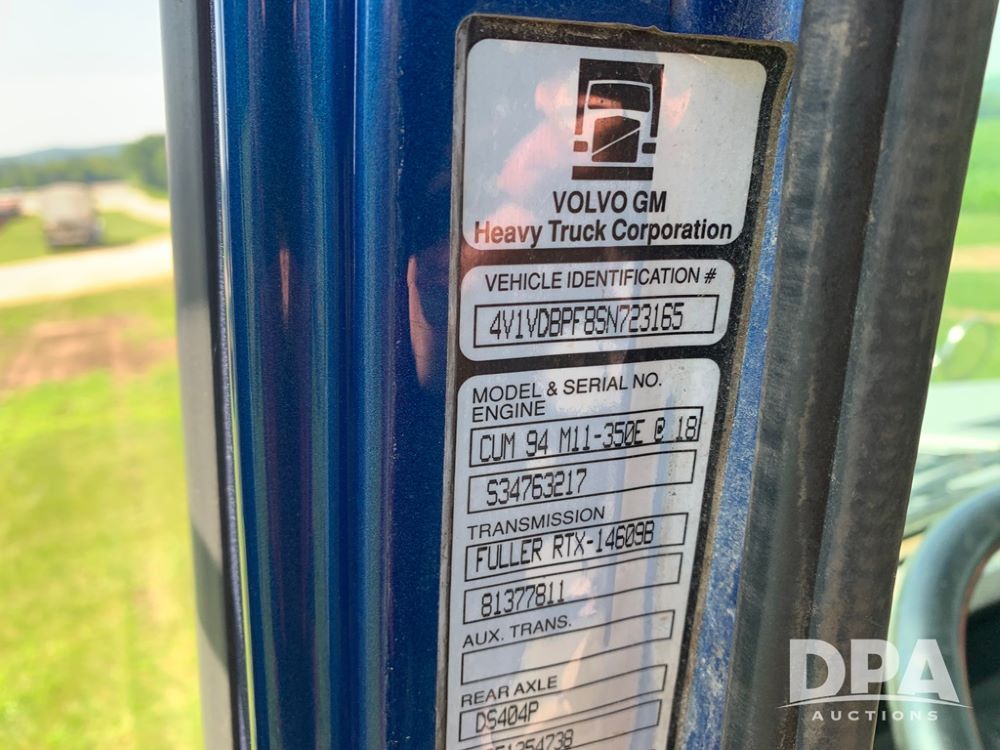 VOLVO GM
Heavy Truck Corporation
VEHICLE IDENTIFICATION #
4V1VDBPF8SN723165
MODEL & SERIAL NO.
ENGINE
CUM 94 M11-350E @ 18
S34763217
TRANSMISSION
FULLER RTX-14609B
81377811
AUX. TRANS.
REAR AXLE
DS404P
DPA
AUCTIONS